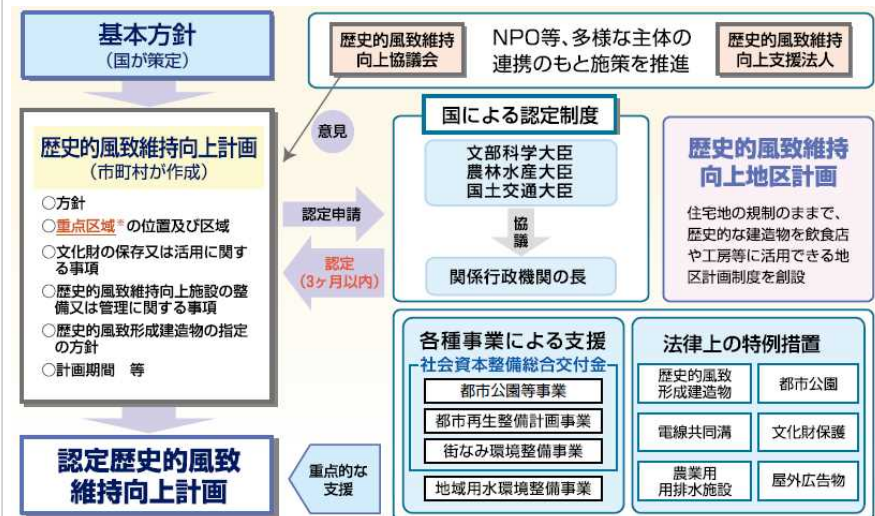 基本方針
(国が策定)
歴史的風致維持
向上協議会
NPO等、多様な主体の
連携のもと施策を推進
歴史的風致維持
向上支援法人
歴史的風致維持向上計画
(市町村が作成)
○方針
○重点区域※の位置及び区域
○文化財の保存又は活用に関す
る事項
○歴史的風致維持向上施設の整
備又は管理に関する事項
○歴史的風致形成建造物の指定
の方針
○計画期間 等
意見
認定申請
認定
(3ヶ月以内)
国による認定制度
文部科学大臣
農林水産大臣
国土交通大臣
協
議
関係行政機関の長
歴史的風致維持
向上地区計画
住宅地の規制のままで、
歴史的な建造物を飲食店
や工房等に活用できる地
区計画制度を創設
認定歴史的風致
維持向上計画
重点的な
支援
各種事業による支援
社会資本整備総合交付金
都市公園等事業
都市再生整備計画事業
街なみ環境整備事業
地域用水環境整備事業
法律上の特例措置
歴史的風致
形成建造物
都市公園
電線共同溝
文化財保護
農業用
用排水施設
屋外広告物